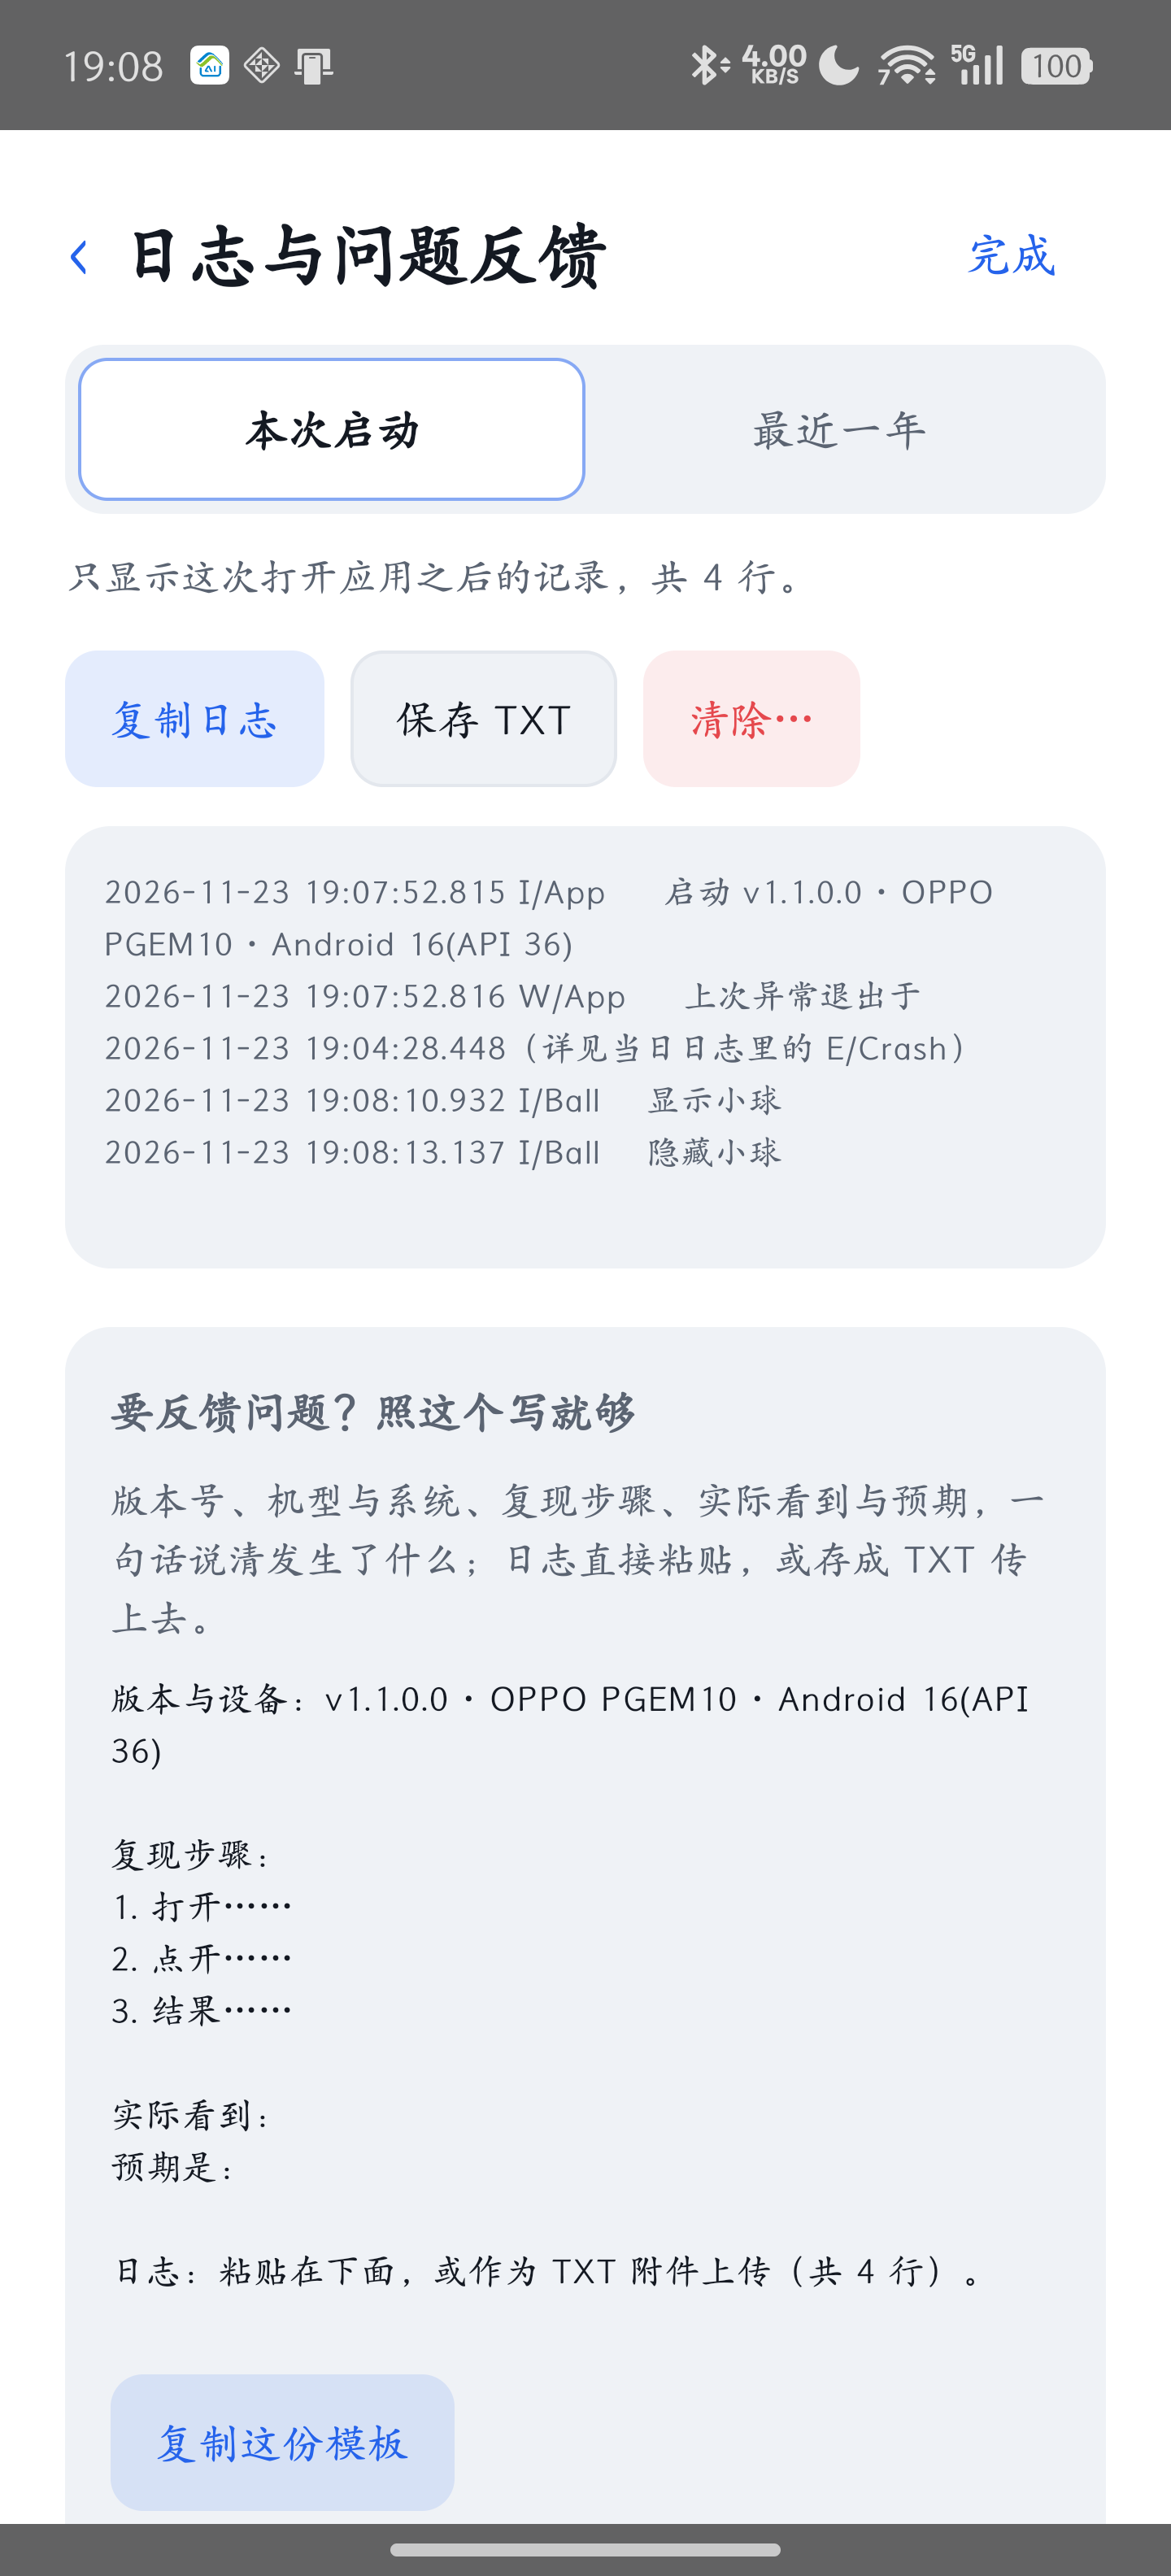 19:08
4.00 KB/S
7
5G
100
日志与问题反馈
完成
本次启动
最近一年
只显示这次打开应用之后的记录，共 4 行。
复制日志
保存 TXT
清除…
2026-11-23 19:07:52.815 I/App 启动 v1.1.0.0 · OPPO
PGEM10 · Android 16(API 36)
2026-11-23 19:07:52.816 W/App 上次异常退出于
2026-11-23 19:04:28.448（详见当日日志里的 E/Crash）
2026-11-23 19:08:10.932 I/Ball 显示小球
2026-11-23 19:08:13.137 I/Ball 隐藏小球
要反馈问题？照这个写就够
版本号、机型与系统、复现步骤、实际看到与预期，一
句话说清发生了什么；日志直接粘贴，或存成 TXT 传
上去。
版本与设备：v1.1.0.0 · OPPO PGEM10 · Android 16(API
36)
复现步骤：
1. 打开……
2. 点开……
3. 结果……
实际看到：
预期是：
日志：粘贴在下面，或作为 TXT 附件上传（共 4 行）。
复制这份模板